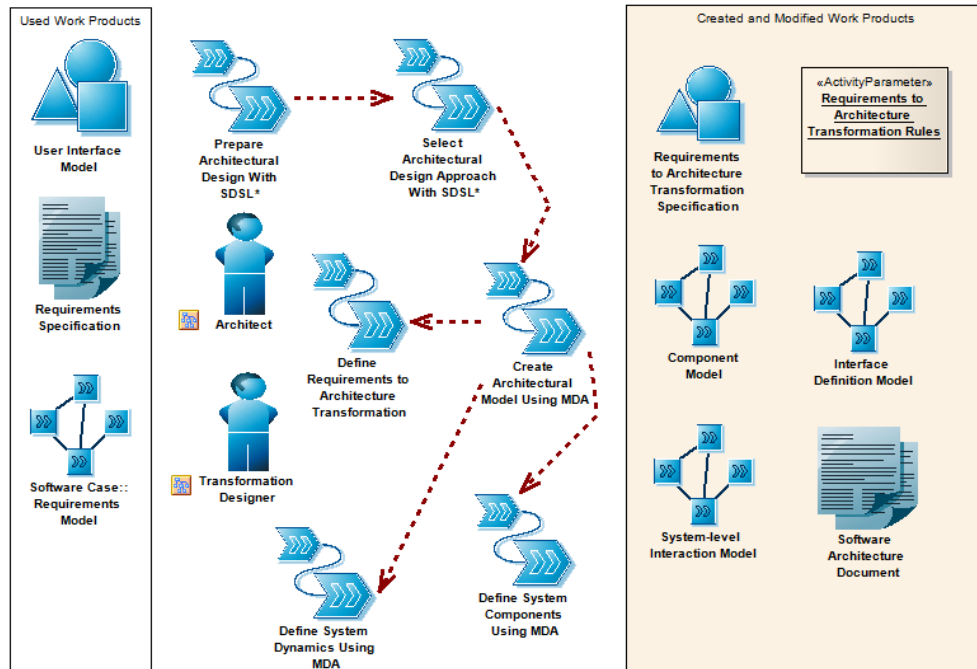 Used Work Products
User Interface
Model
Requirements
Specification
Software Case::
Requirements
Model
Prepare
Architectural
Design With
SDSL*
Select
Architectural
Design Approach
With SDSL*
Architect
Define
Requirements to
Architecture
Transformation
Create
Architectural
Model Using MDA
Transformation
Designer
Define System
Dynamics Using
MDA
Define System
Components
Using MDA
Created and Modified Work Products
Requirements
to Architecture
Transformation
Specification
«ActivityParameter»
Requirements to
Architecture
Transformation Rules
Component
Model
Interface
Definition Model
System-level
Interaction Model
Software
Architecture
Document